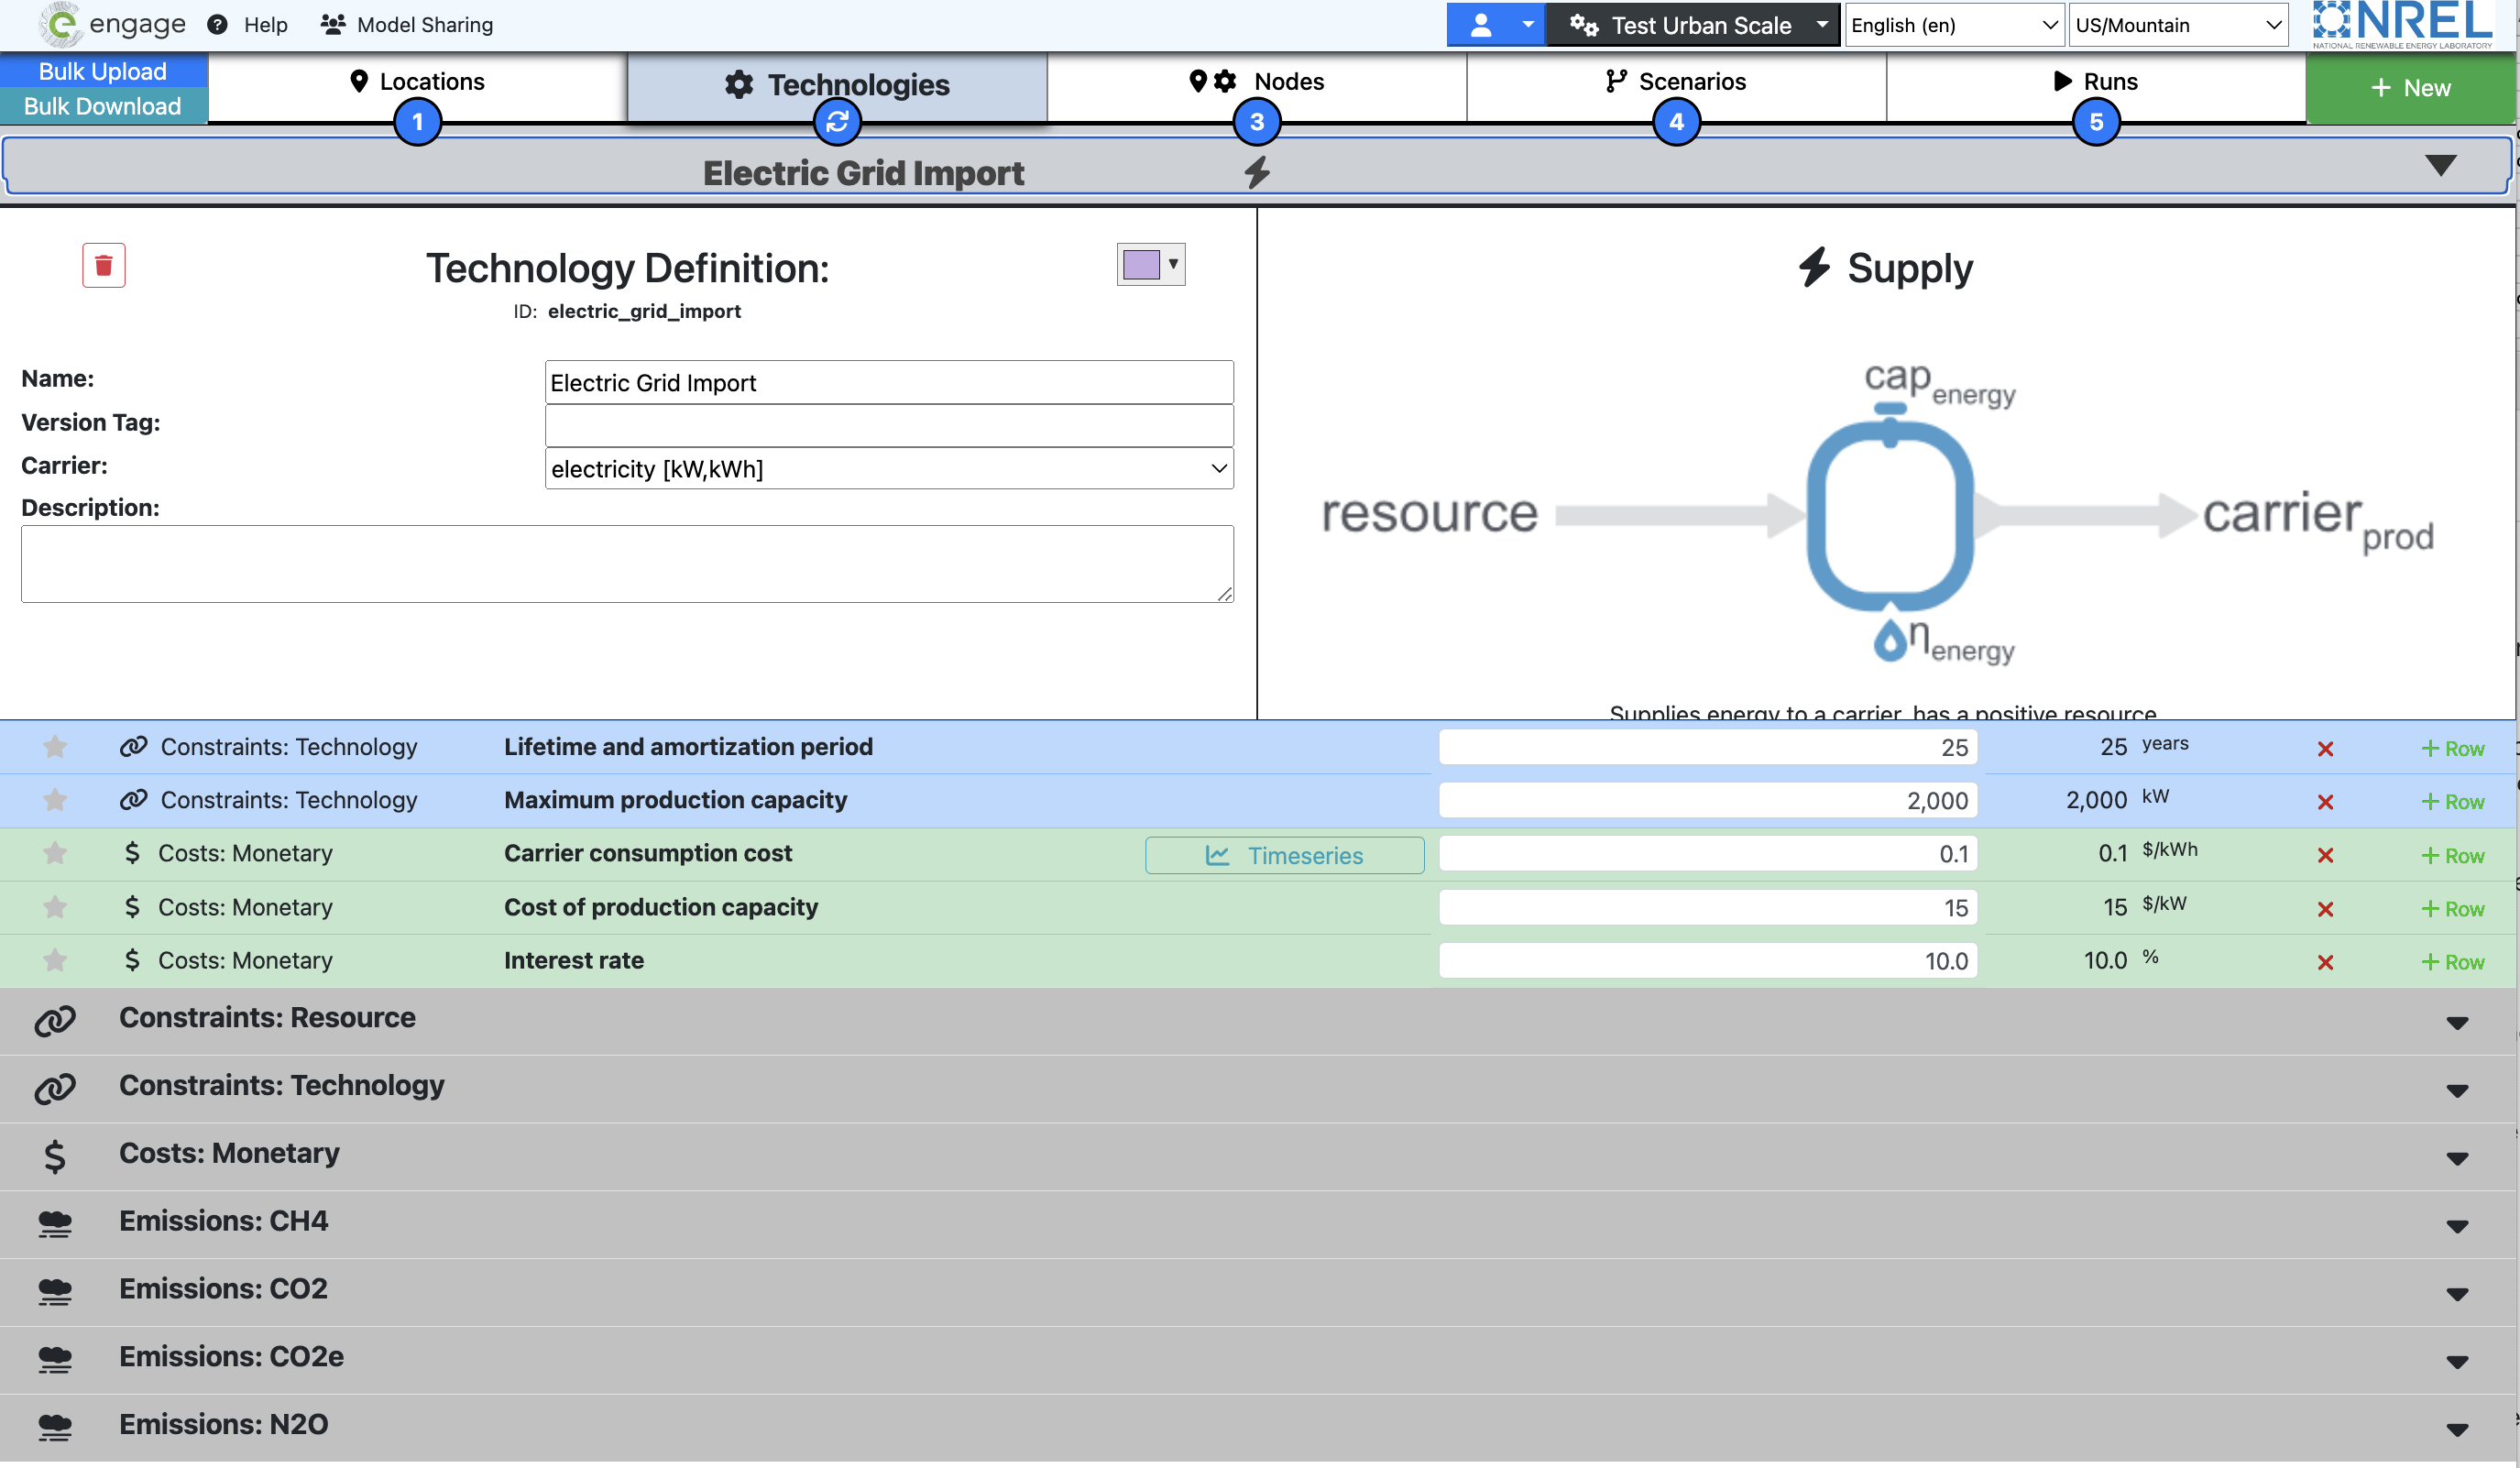 engage Help Model Sharing Test Urban Scale English (en) US/Mountain NREL
NATIONAL RENEWABLE ENERGY LABORATORY
Bulk Upload
Bulk Download
Locations Technologies Nodes Scenarios Runs + New
1 3 4 5
Electric Grid Import
Technology Definition:
ID: electric_grid_import
Name: Electric Grid Import
Version Tag:
Carrier: electricity [kW,kWh]
Description:
Supply
cap energy
resource carrier prod
η energy
Supplies energy to a carrier, has a positive resource
Constraints: Technology Lifetime and amortization period 25 25 years × + Row
Constraints: Technology Maximum production capacity 2,000 2,000 kW × + Row
$ Costs: Monetary Carrier consumption cost Timeseries 0.1 0.1 $/kWh × + Row
$ Costs: Monetary Cost of production capacity 15 15 $/kW × + Row
$ Costs: Monetary Interest rate 10.0 10.0 % × + Row
Constraints: Resource
Constraints: Technology
$ Costs: Monetary
Emissions: CH4
Emissions: CO2
Emissions: CO2e
Emissions: N2O